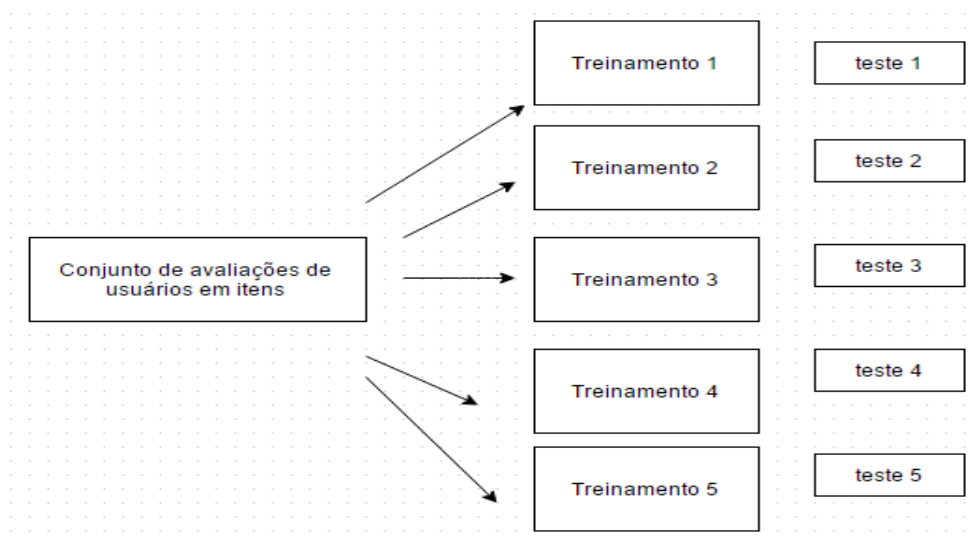 Treinamento 1
teste 1
Treinamento 2
teste 2
Conjunto de avaliações de
usuários em itens
Treinamento 3
teste 3
Treinamento 4
teste 4
Treinamento 5
teste 5